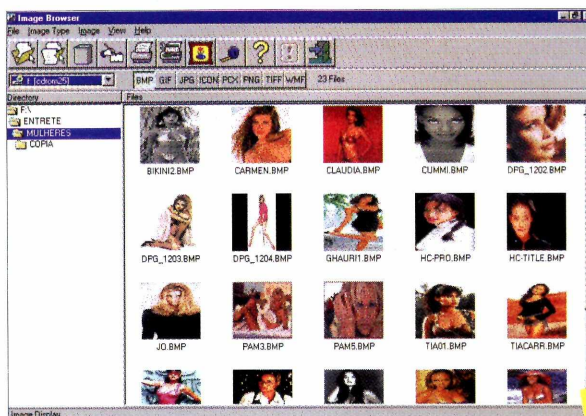 Image Browser
File Image Type Image View Help
F: [cdrom25] BMP GIF JPG ICON PCX PNG TIFF WMF 23 Files
Directory Files
F:\
ENTRETE
MULHERES
COPIA
BIKINI2.BMP CARMEN.BMP CLAUDIA.BMP CUMMI.BMP DPG_1202.BMP
DPG_1203.BMP DPG_1204.BMP GHAURI1.BMP HC-PRO.BMP HC-TITLE.BMP
JO.BMP PAM3.BMP PAM5.BMP TIA01.BMP TIACARR.BMP
Image Display